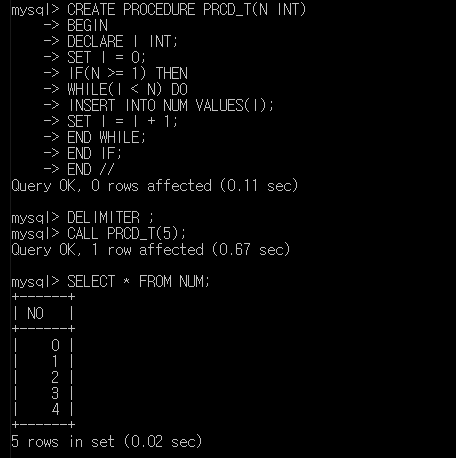 mysql> CREATE PROCEDURE PRCD_T(N INT)
    -> BEGIN
    -> DECLARE I INT;
    -> SET I = 0;
    -> IF(N >= 1) THEN
    -> WHILE(I < N) DO
    -> INSERT INTO NUM VALUES(I);
    -> SET I = I + 1;
    -> END WHILE;
    -> END IF;
    -> END //
Query OK, 0 rows affected (0.11 sec)

mysql> DELIMITER ;
mysql> CALL PRCD_T(5);
Query OK, 1 row affected (0.67 sec)

mysql> SELECT * FROM NUM;
+------+
| NO   |
+------+
|    0 |
|    1 |
|    2 |
|    3 |
|    4 |
+------+
5 rows in set (0.02 sec)